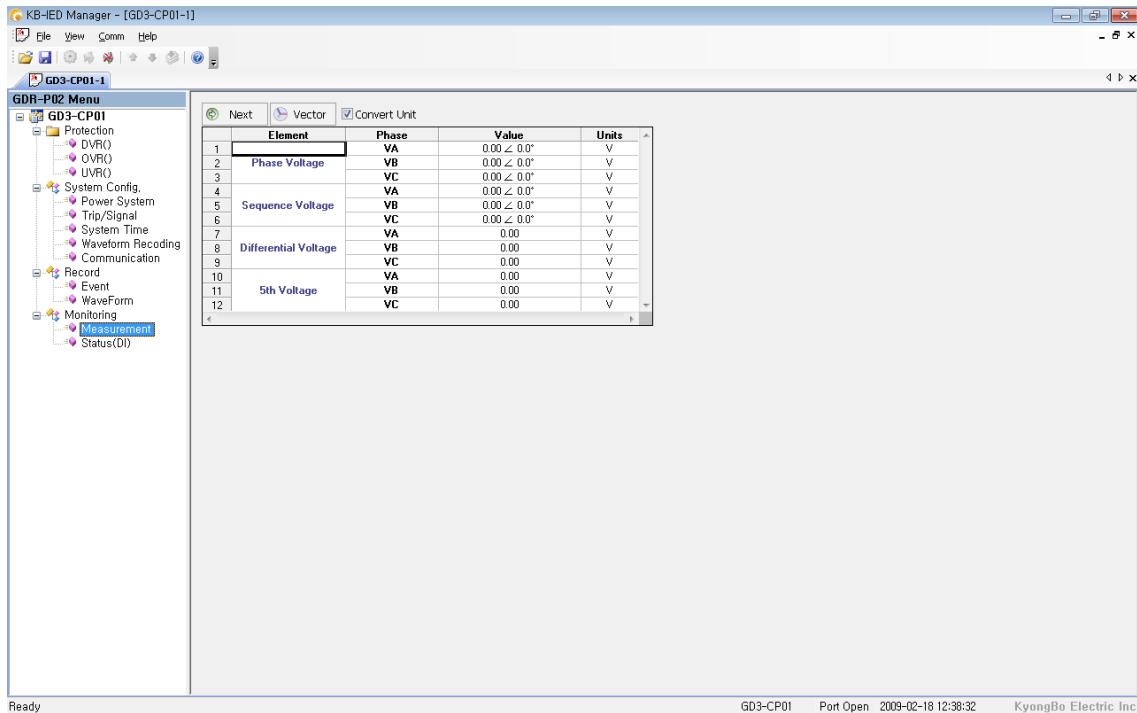 KB-IED Manager - [GD3-CP01-1]
File View Comm Help
GD3-CP01-1
GDR-P02 Menu
GD3-CP01
Protection
DVR()
OVR()
UVR()
System Config,
Power System
Trip/Signal
System Time
Waveform Recoding
Communication
Record
Event
WaveForm
Monitoring
Measurement
Status(DI)
Next Vector Convert Unit
Element Phase Value Units
1 VA 0.00 ∠ 0.0° V
2 Phase Voltage VB 0.00 ∠ 0.0° V
3 VC 0.00 ∠ 0.0° V
4 VA 0.00 ∠ 0.0° V
5 Sequence Voltage VB 0.00 ∠ 0.0° V
6 VC 0.00 ∠ 0.0° V
7 VA 0.00 V
8 Differential Voltage VB 0.00 V
9 VC 0.00 V
10 VA 0.00 V
11 5th Voltage VB 0.00 V
12 VC 0.00 V
Ready GD3-CP01 Port Open 2009-02-18 12:38:32 KyongBo Electric Inc